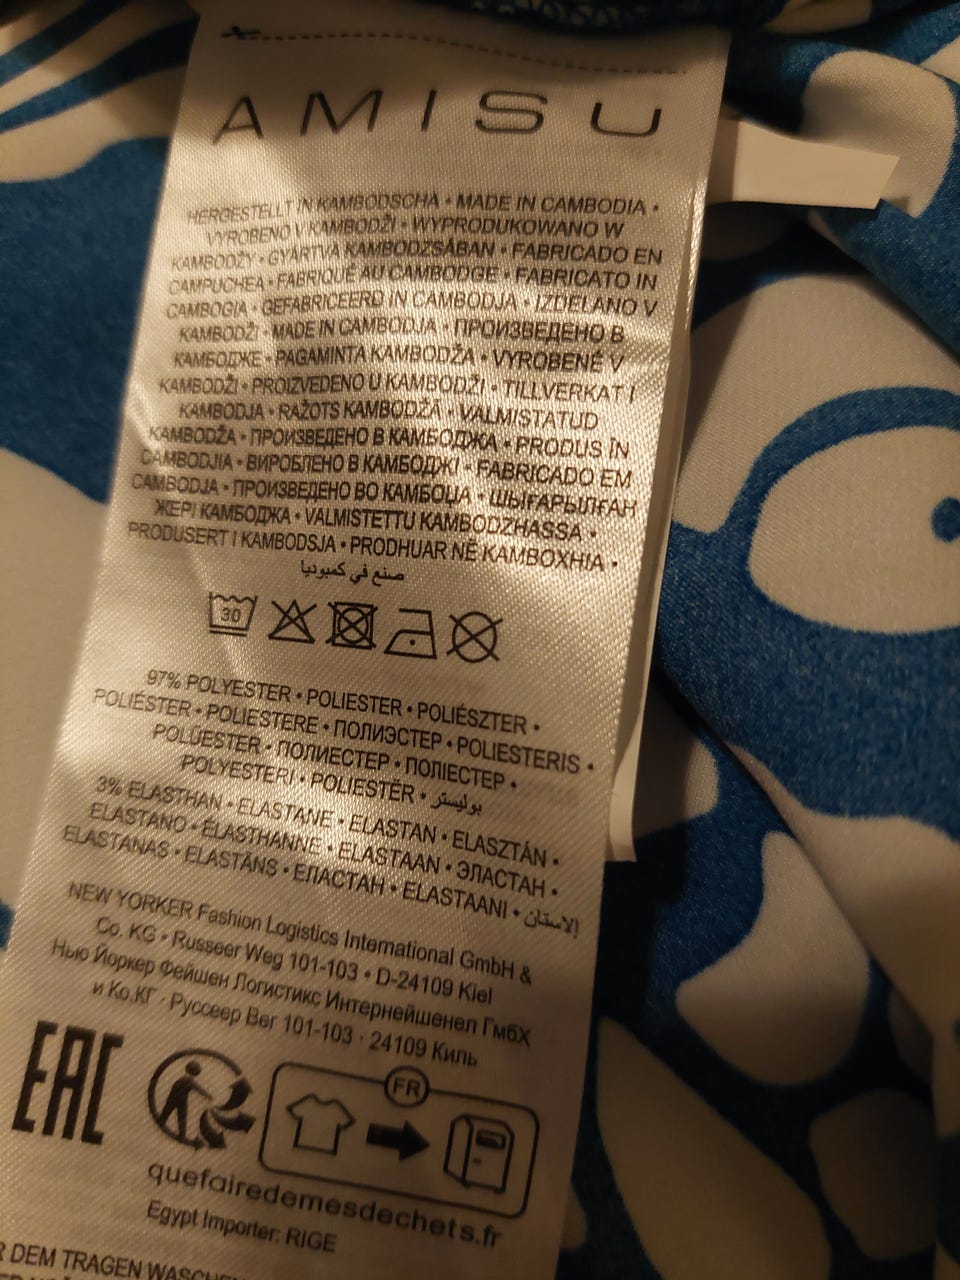 AMISU
HERGESTELLT IN KAMBODSCHA • MADE IN CAMBODIA •
VYROBENO V KAMBODŽI • WYPRODUKOWANO W
KAMBODŻY • GYÁRTVA KAMBODZSÁBAN • FABRICADO EN
CAMPUCHEA • FABRIQUÉ AU CAMBODGE • FABRICATO IN
CAMBOGIA • GEFABRICEERD IN CAMBODJA • IZDELANO V
KAMBODŽI • MADE IN CAMBODJA • ПРОИЗВЕДЕНО В
КАМБОДЖЕ • PAGAMINTA KAMBODŽA • VYROBENÉ V
KAMBODŽI • PROIZVEDENO U KAMBODŽI • TILLVERKAT I
KAMBODJA • RAŽOTS KAMBODŽĀ • VALMISTATUD
KAMBODŽA • ПРОИЗВЕДЕНО В КАМБОДЖА • PRODUS ÎN
CAMBODJIA • ВИРОБЛЕНО В КАМБОДЖІ • FABRICADO EM
CAMBODJA • ПРОИЗВЕДЕНО ВО КАМБОЏА • ШЫҒАРЫЛҒАН
ЖЕРІ КАМБОДЖА • VALMISTETTU KAMBODZHASSA •
PRODUSERT I KAMBODSJA • PRODHUAR NË KAMBOXHIA •
صنع في كمبوديا
30
97% POLYESTER • POLIESTER • POLIÉSZTER •
POLIÉSTER • POLIESTERE • ПОЛИЭСТЕР • POLIESTERIS •
POLÜESTER • ПОЛИЕСТЕР • ПОЛІЕСТЕР •
POLYESTERI • POLIESTËR • بوليستر
3% ELASTHAN • ELASTANE • ELASTAN • ELASZTÁN •
ELASTANO • ÉLASTHANNE • ELASTAAN • ЭЛАСТАН •
ELASTANAS • ELASTĀNS • ЕЛАСТАН • ELASTAANI • الاستان
NEW YORKER Fashion Logistics International GmbH &
Co. KG • Russeer Weg 101-103 • D-24109 Kiel
Нью Йоркер Фейшен Логистикс Интернейшенел ГмбХ
и Ко.КГ · Руссеер Вег 101-103 · 24109 Киль
EAC
FR
quefairedemesdechets.fr
Egypt Importer: RIGE
DEM TRAGEN WASCHEN